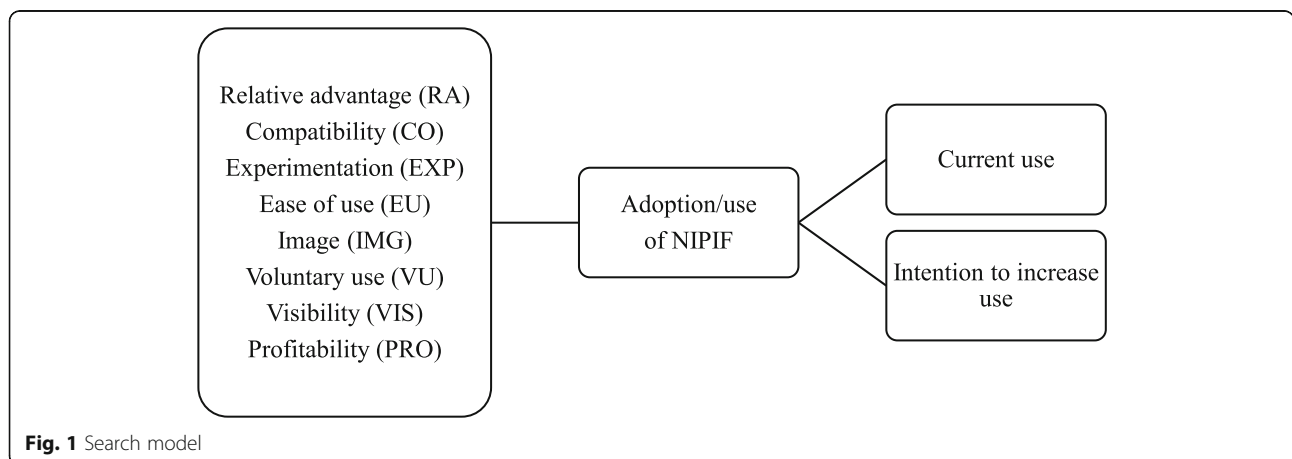 Relative advantage (RA)
Compatibility (CO)
Experimentation (EXP)
Ease of use (EU)
Image (IMG)
Voluntary use (VU)
Visibility (VIS)
Profitability (PRO)
Adoption/use
of NIPIF
Current use
Intention to increase
use
Fig. 1 Search model